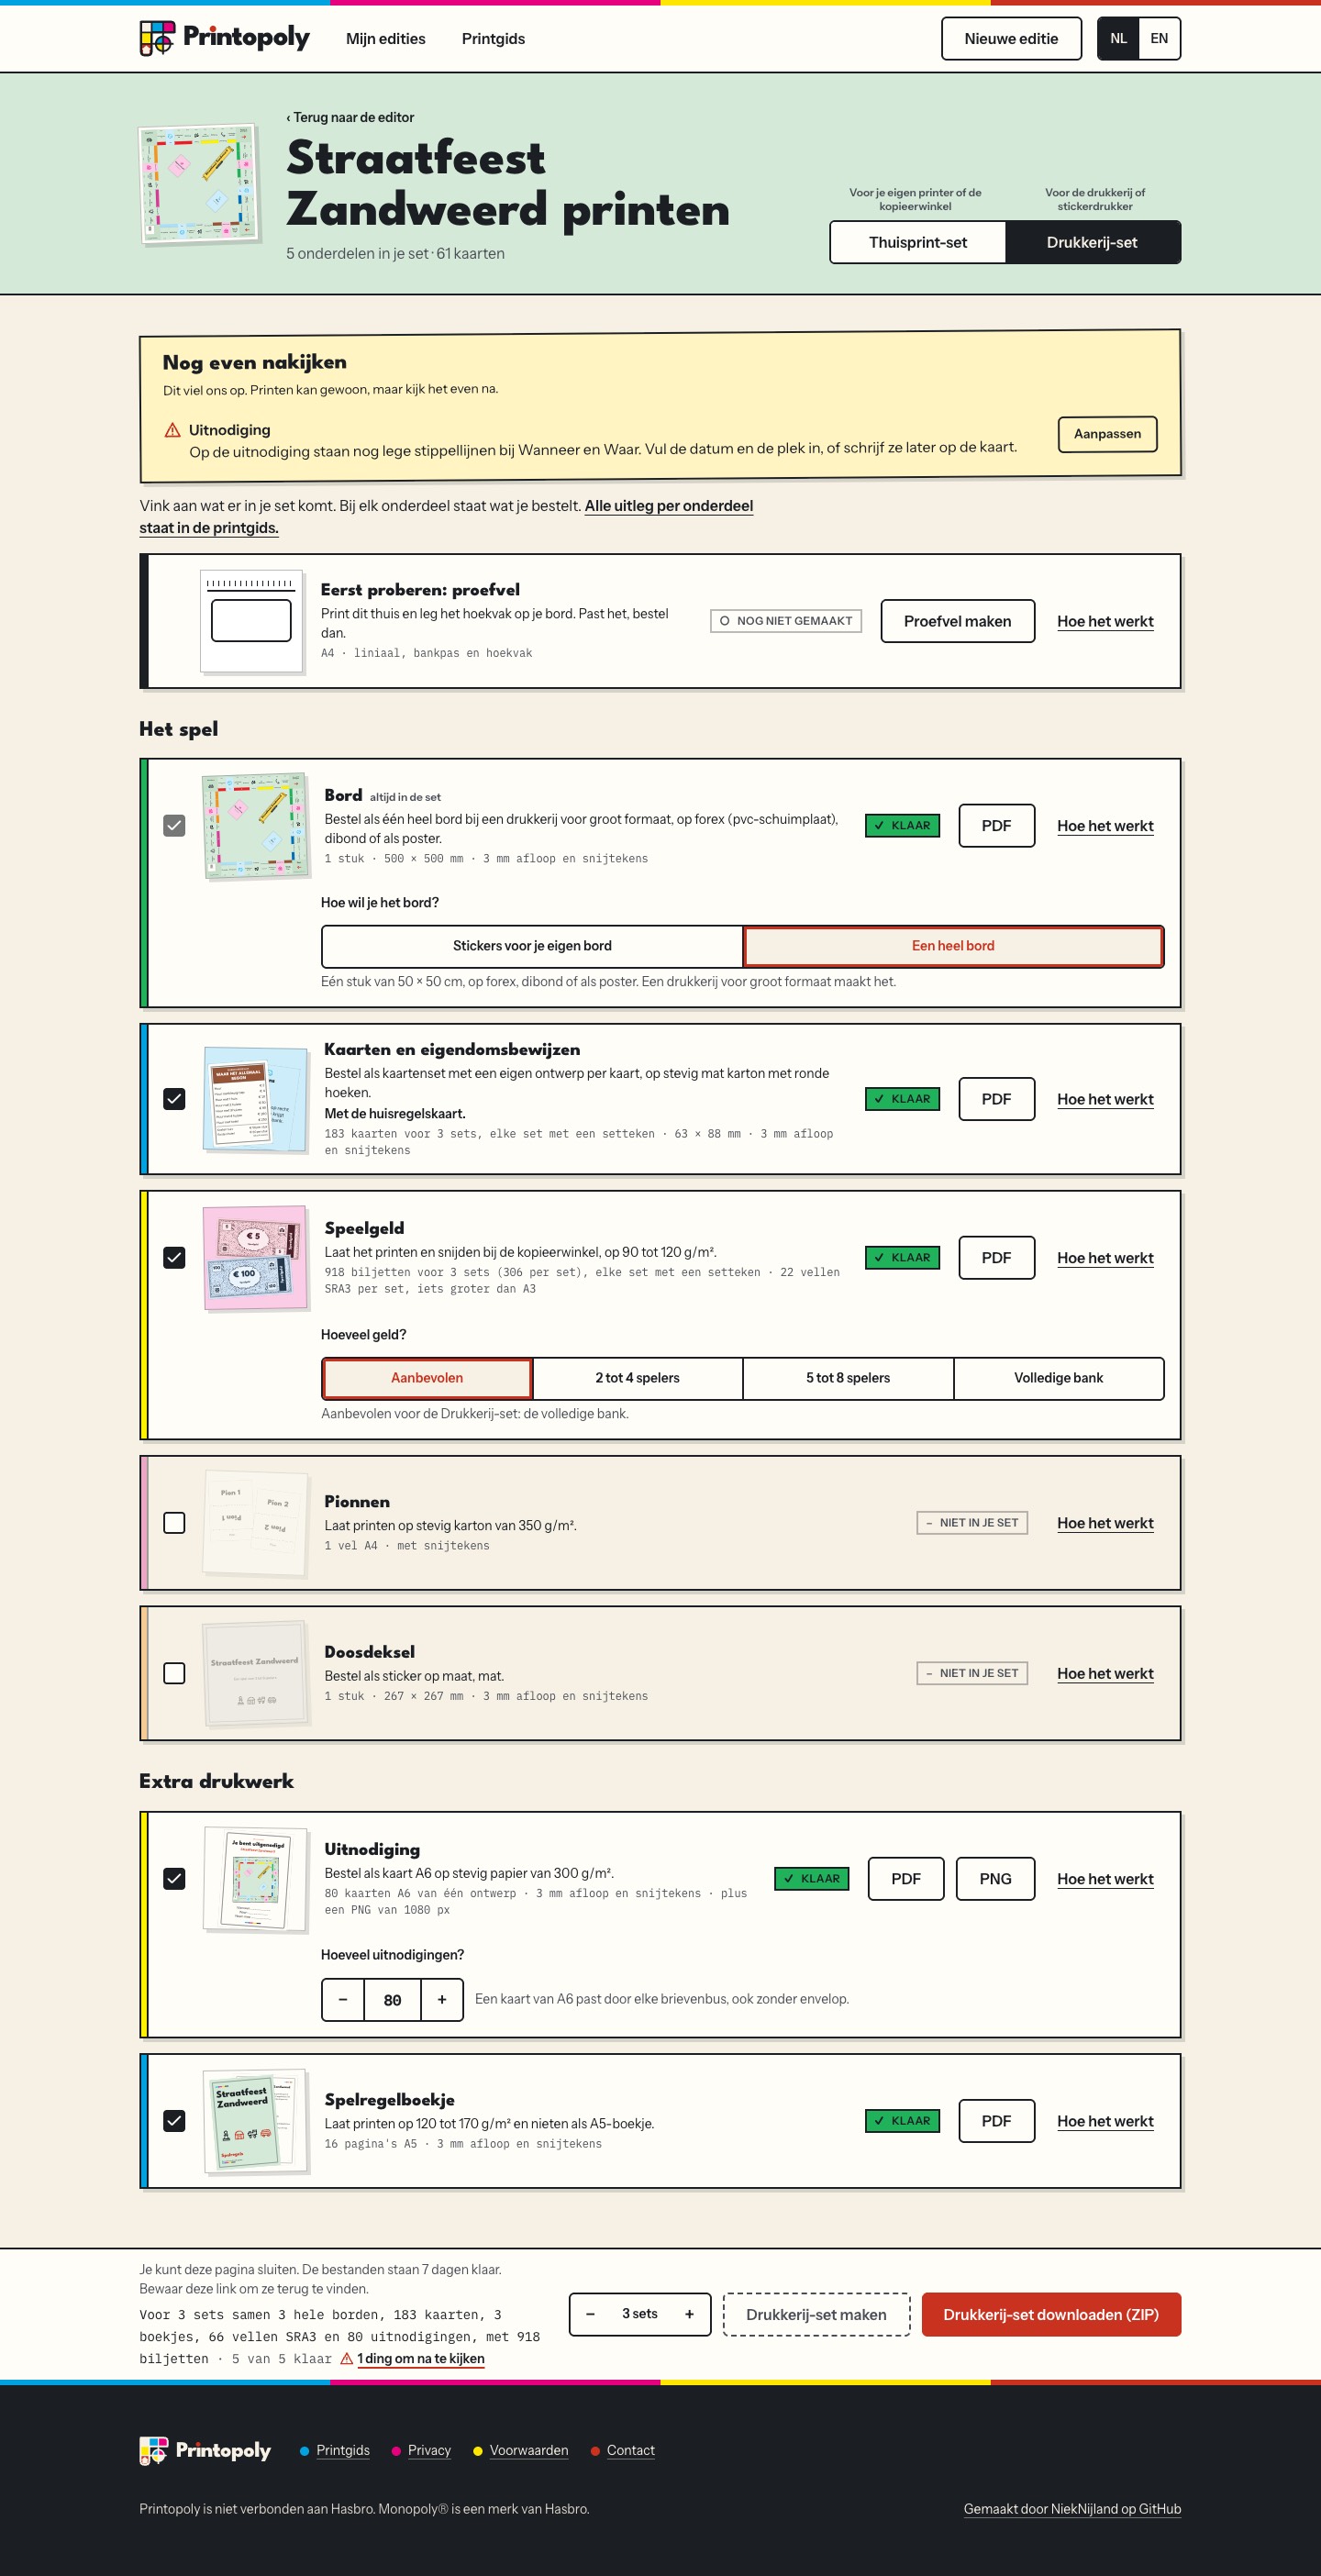 Printopoly
Mijn edities
Printgids
Nieuwe editie
NL
EN
‹ Terug naar de editor
Straatfeest
Zandweerd printen
5 onderdelen in je set · 61 kaarten
Voor je eigen printer of de
kopieerwinkel
Voor de drukkerij of
stickerdrukker
Thuisprint-set
Drukkerij-set
Nog even nakijken
Dit viel ons op. Printen kan gewoon, maar kijk het even na.
Uitnodiging
Op de uitnodiging staan nog lege stippellijnen bij Wanneer en Waar. Vul de datum en de plek in, of schrijf ze later op de kaart.
Aanpassen
Vink aan wat er in je set komt. Bij elk onderdeel staat wat je bestelt. Alle uitleg per onderdeel
staat in de printgids.
Eerst proberen: proefvel
Print dit thuis en leg het hoekvak op je bord. Past het, bestel
dan.
A4 · liniaal, bankpas en hoekvak
NOG NIET GEMAAKT
Proefvel maken
Hoe het werkt
Het spel
Bord altijd in de set
Bestel als één heel bord bij een drukkerij voor groot formaat, op forex (pvc-schuimplaat),
dibond of als poster.
1 stuk · 500 × 500 mm · 3 mm afloop en snijtekens
KLAAR
PDF
Hoe het werkt
Hoe wil je het bord?
Stickers voor je eigen bord
Een heel bord
Eén stuk van 50 × 50 cm, op forex, dibond of als poster. Een drukkerij voor groot formaat maakt het.
WAAR HET ALLEMAAL
BEGON
Kaarten en eigendomsbewijzen
Bestel als kaartenset met een eigen ontwerp per kaart, op stevig mat karton met ronde
hoeken.
Met de huisregelskaart.
183 kaarten voor 3 sets, elke set met een setteken · 63 × 88 mm · 3 mm afloop
en snijtekens
KLAAR
PDF
Hoe het werkt
€ 5
€ 100
Speelgeld
Laat het printen en snijden bij de kopieerwinkel, op 90 tot 120 g/m².
918 biljetten voor 3 sets (306 per set), elke set met een setteken · 22 vellen
SRA3 per set, iets groter dan A3
KLAAR
PDF
Hoe het werkt
Hoeveel geld?
Aanbevolen
2 tot 4 spelers
5 tot 8 spelers
Volledige bank
Aanbevolen voor de Drukkerij-set: de volledige bank.
Pion 1
Pion 2
Pion 1
Pion 2
Pionnen
Laat printen op stevig karton van 350 g/m².
1 vel A4 · met snijtekens
– NIET IN JE SET
Hoe het werkt
Straatfeest Zandweerd
Doosdeksel
Bestel als sticker op maat, mat.
1 stuk · 267 × 267 mm · 3 mm afloop en snijtekens
– NIET IN JE SET
Hoe het werkt
Extra drukwerk
Je bent uitgenodigd
Uitnodiging
Bestel als kaart A6 op stevig papier van 300 g/m².
80 kaarten A6 van één ontwerp · 3 mm afloop en snijtekens · plus
een PNG van 1080 px
KLAAR
PDF
PNG
Hoe het werkt
Hoeveel uitnodigingen?
−
80
+
Een kaart van A6 past door elke brievenbus, ook zonder envelop.
Straatfeest
Zandweerd
Spelregels
Spelregelboekje
Laat printen op 120 tot 170 g/m² en nieten als A5-boekje.
16 pagina's A5 · 3 mm afloop en snijtekens
KLAAR
PDF
Hoe het werkt
Je kunt deze pagina sluiten. De bestanden staan 7 dagen klaar.
Bewaar deze link om ze terug te vinden.
Voor 3 sets samen 3 hele borden, 183 kaarten, 3
boekjes, 66 vellen SRA3 en 80 uitnodigingen, met 918
biljetten · 5 van 5 klaar 1 ding om na te kijken
−
3 sets
+
Drukkerij-set maken
Drukkerij-set downloaden (ZIP)
Printopoly
Printgids
Privacy
Voorwaarden
Contact
Printopoly is niet verbonden aan Hasbro. Monopoly® is een merk van Hasbro.
Gemaakt door NiekNijland op GitHub